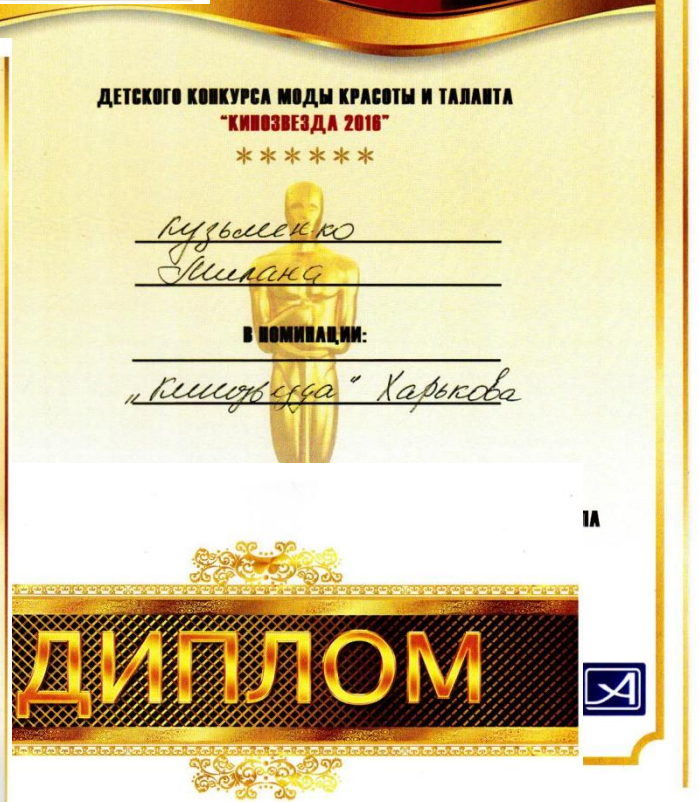 ДЕТСКОГО КОНКУРСА МОДЫ КРАСОТЫ И ТАЛАНТА
"КИНОЗВЕЗДА 2016"
******
Кузьменко
Милана
В НОМИНАЦИИ:
„Кинозвезда" Харькова
ДИПЛОМ